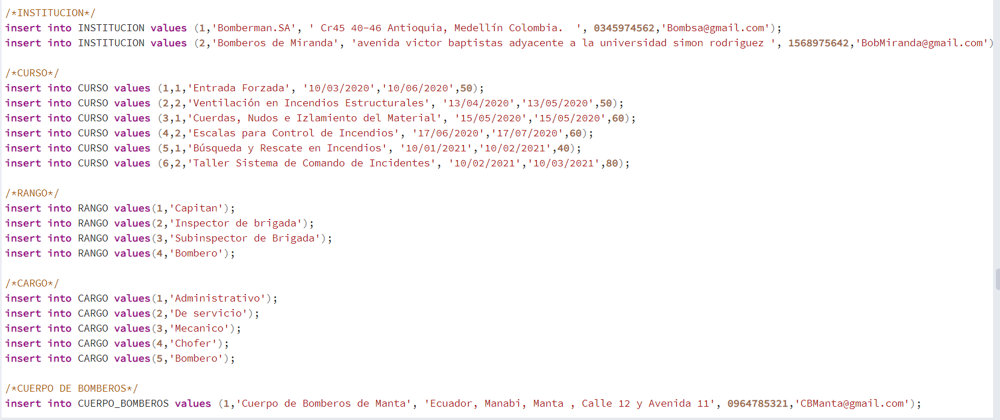 /*INSTITUCION*/
insert into INSTITUCION values (1,'Bomberman.SA', ' Cr45 40-46 Antioquia, Medellín Colombia.  ', 0345974562,'Bombsa@gmail.com');
insert into INSTITUCION values (2,'Bomberos de Miranda', 'avenida victor baptistas adyacente a la universidad simon rodriguez ', 1568975642,'BobMiranda@gmail.com')
/*CURSO*/
insert into CURSO values (1,1,'Entrada Forzada', '10/03/2020','10/06/2020',50);
insert into CURSO values (2,2,'Ventilación en Incendios Estructurales', '13/04/2020','13/05/2020',50);
insert into CURSO values (3,1,'Cuerdas, Nudos e Izlamiento del Material', '15/05/2020','15/05/2020',60);
insert into CURSO values (4,2,'Escalas para Control de Incendios', '17/06/2020','17/07/2020',60);
insert into CURSO values (5,1,'Búsqueda y Rescate en Incendios', '10/01/2021','10/02/2021',40);
insert into CURSO values (6,2,'Taller Sistema de Comando de Incidentes', '10/02/2021','10/03/2021',80);
/*RANGO*/
insert into RANGO values(1,'Capitan');
insert into RANGO values(2,'Inspector de brigada');
insert into RANGO values(3,'Subinspector de Brigada');
insert into RANGO values(4,'Bombero');
/*CARGO*/
insert into CARGO values(1,'Administrativo');
insert into CARGO values(2,'De servicio');
insert into CARGO values(3,'Mecanico');
insert into CARGO values(4,'Chofer');
insert into CARGO values(5,'Bombero');
/*CUERPO DE BOMBEROS*/
insert into CUERPO_BOMBEROS values (1,'Cuerpo de Bomberos de Manta', 'Ecuador, Manabi, Manta , Calle 12 y Avenida 11', 0964785321,'CBManta@gmail.com');